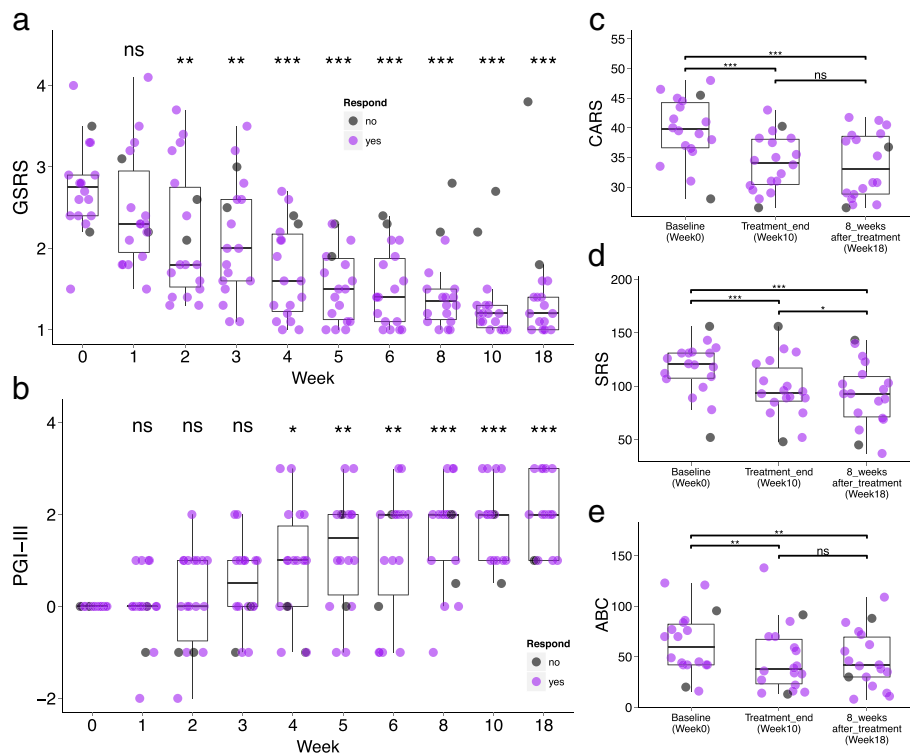 a
GSRS
4
3
2
1
ns ** ** *** *** *** *** *** ***
Respond
no
yes
0 1 2 3 4 5 6 8 10 18
Week
b
PGI−III
4
2
0
−2
ns ns ns * ** ** *** *** ***
Respond
no
yes
0 1 2 3 4 5 6 8 10 18
Week
c
CARS
55
50
45
40
35
30
***
***
ns
Baseline Treatment_end 8_weeks
(Week0) (Week10) after_treatment
(Week18)
d
SRS
200
150
100
50
***
***
*
Baseline Treatment_end 8_weeks
(Week0) (Week10) after_treatment
(Week18)
e
ABC
150
100
50
0
**
**
ns
Baseline Treatment_end 8_weeks
(Week0) (Week10) after_treatment
(Week18)